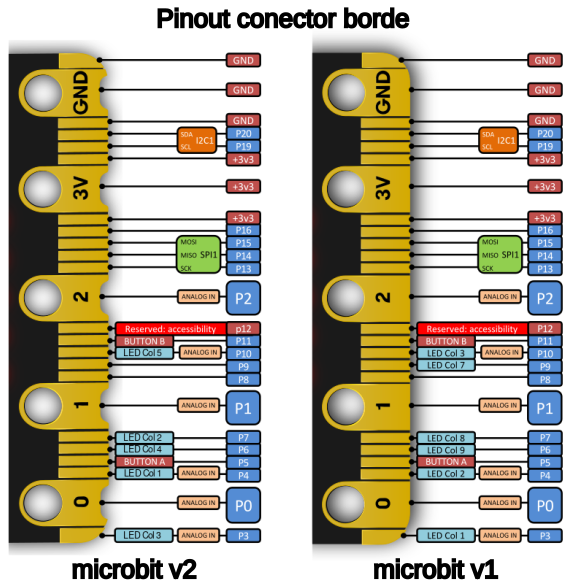 Pinout conector borde
GND
GND
GND
SDA
SCL
I2C1
P20
P19
+3v3
3V
+3v3
+3v3
P16
MOSI
MISO SPI1
SCK
P15
P14
P13
2
ANALOG IN
P2
Reserved: accessibility
p12
BUTTON B
P11
LED Col 5
ANALOG IN
P10
P9
P8
1
ANALOG IN
P1
LED Col 2
P7
LED Col 4
P6
BUTTON A
P5
LED Col 1
ANALOG IN
P4
0
ANALOG IN
P0
LED Col 3
ANALOG IN
P3
microbit v2
GND
GND
GND
GND
SDA
SCL
I2C1
P20
P19
+3v3
3V
+3v3
+3v3
P16
MOSI
MISO SPI1
SCK
P15
P14
P13
2
ANALOG IN
P2
Reserved: accessibility
P12
BUTTON B
P11
LED Col 3
ANALOG IN
P10
LED Col 7
P9
P8
1
ANALOG IN
P1
LED Col 8
P7
LED Col 9
P6
BUTTON A
P5
LED Col 2
ANALOG IN
P4
0
ANALOG IN
P0
LED Col 1
ANALOG IN
P3
microbit v1
GND